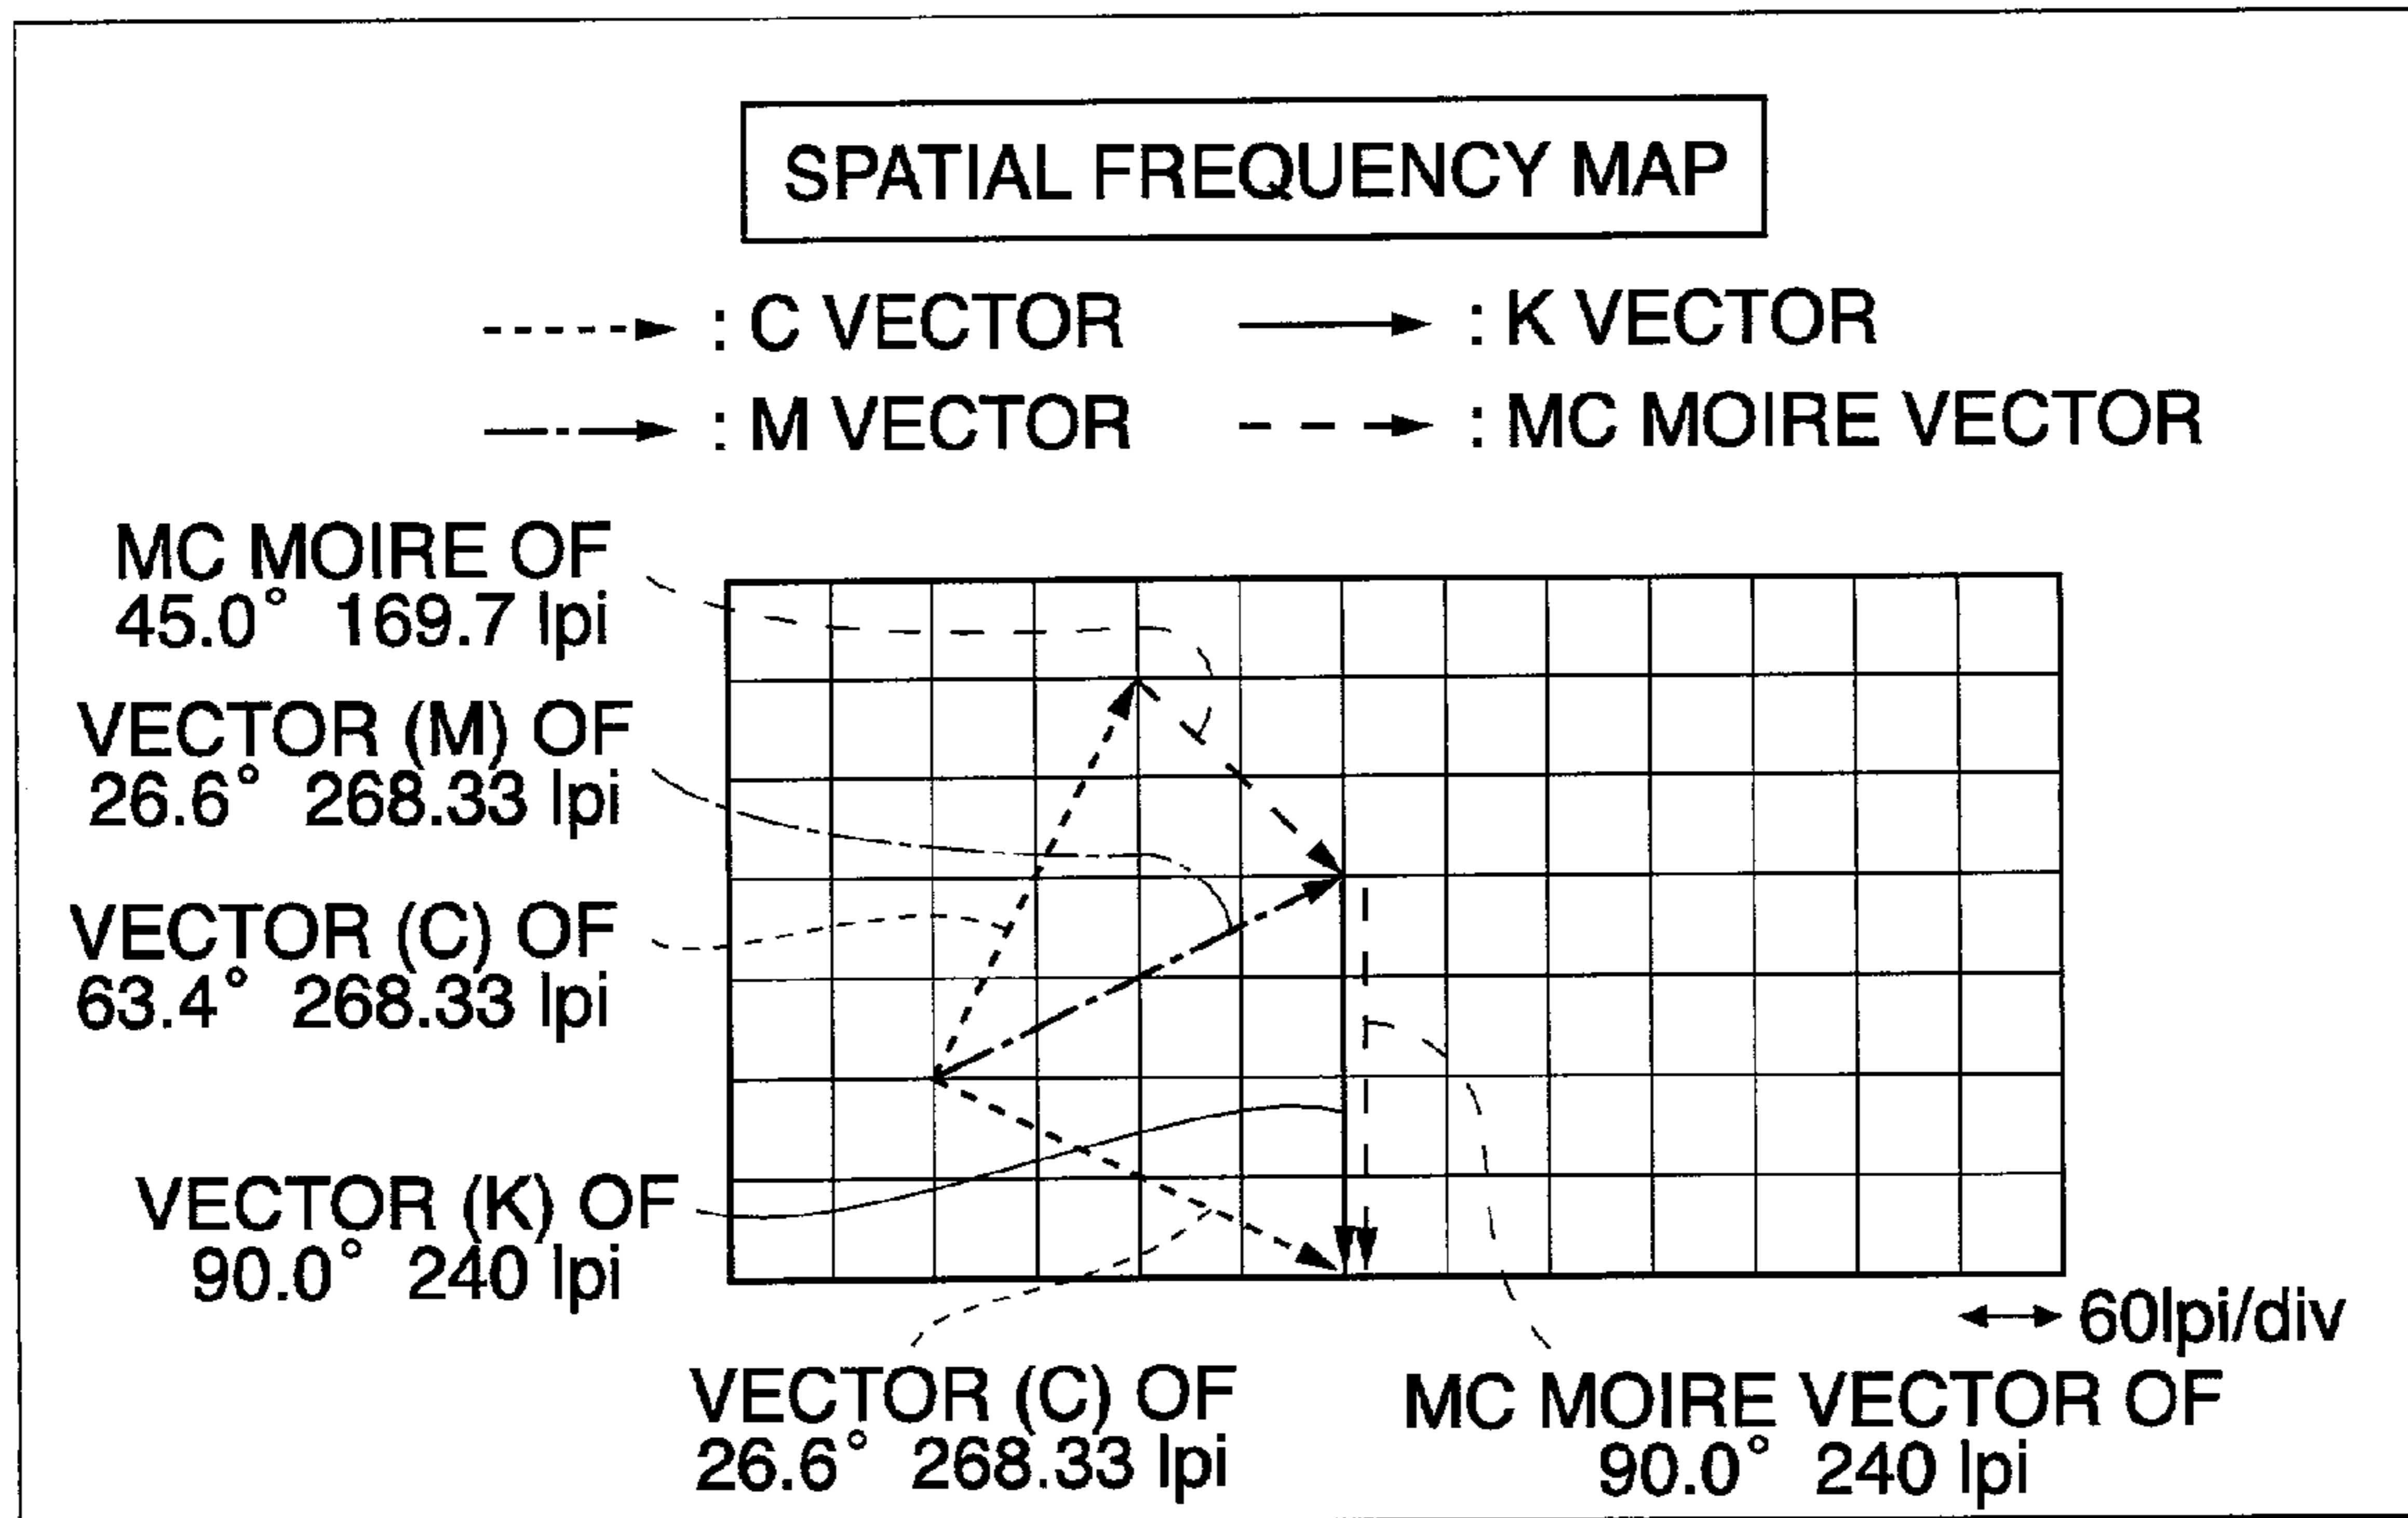 SPATIAL FREQUENCY MAP
: C VECTOR
: K VECTOR
: M VECTOR
: MC MOIRE VECTOR
MC MOIRE OF
45.0° 169.7 lpi
VECTOR (M) OF
26.6° 268.33 lpi
VECTOR (C) OF
63.4° 268.33 lpi
VECTOR (K) OF
90.0° 240 lpi
60lpi/div
VECTOR (C) OF
26.6° 268.33 lpi
MC MOIRE VECTOR OF
90.0° 240 lpi